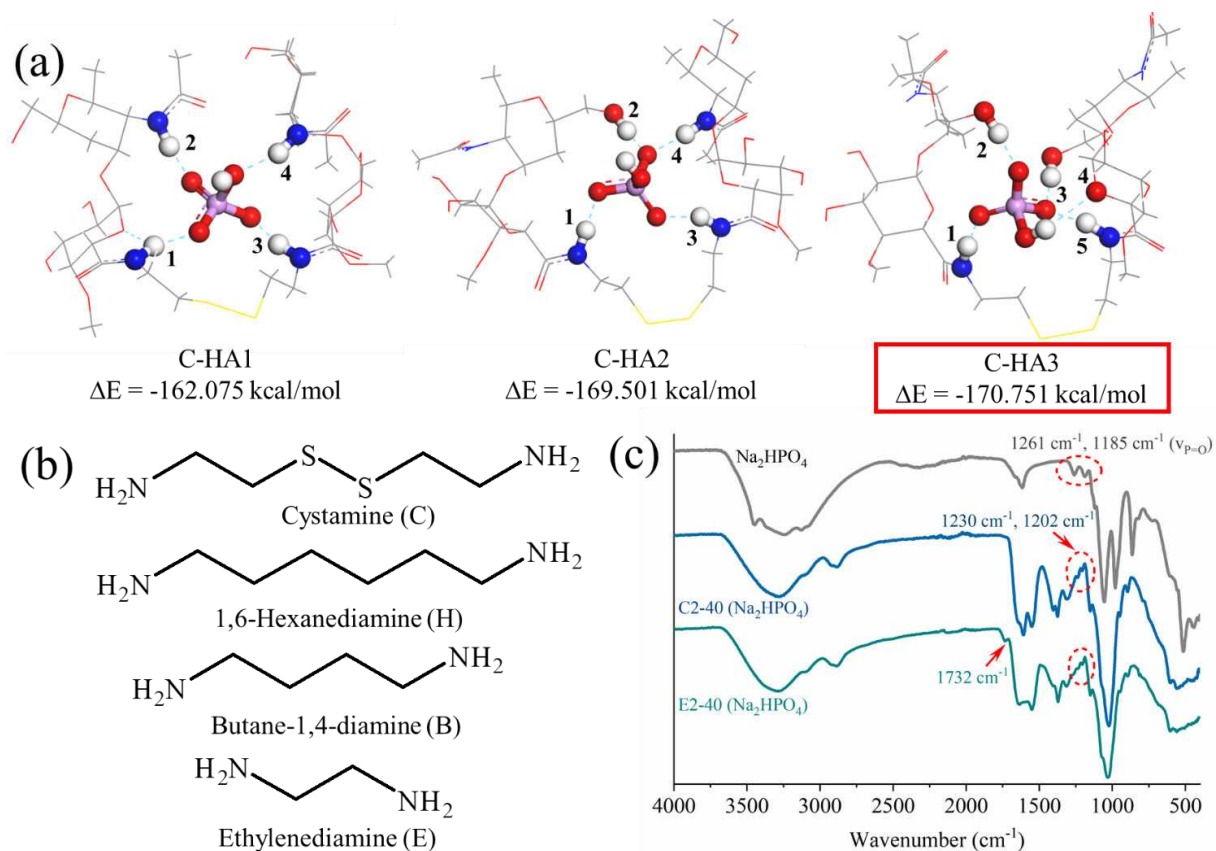 (a)
2
4
1
3
2
4
1
3
2
4
3
1
5
C-HA1
ΔE = -162.075 kcal/mol
C-HA2
ΔE = -169.501 kcal/mol
C-HA3
ΔE = -170.751 kcal/mol
(b)
H₂N
S
S
NH₂
Cystamine (C)
H₂N
NH₂
1,6-Hexanediamine (H)
H₂N
NH₂
Butane-1,4-diamine (B)
H₂N
NH₂
Ethylenediamine (E)
(c)
1261 cm⁻¹, 1185 cm⁻¹ (ν_P=O)
Na₂HPO₄
1230 cm⁻¹, 1202 cm⁻¹
C2-40 (Na₂HPO₄)
1732 cm⁻¹
E2-40 (Na₂HPO₄)
4000 3500 3000 2500 2000 1500 1000 500
Wavenumber (cm⁻¹)